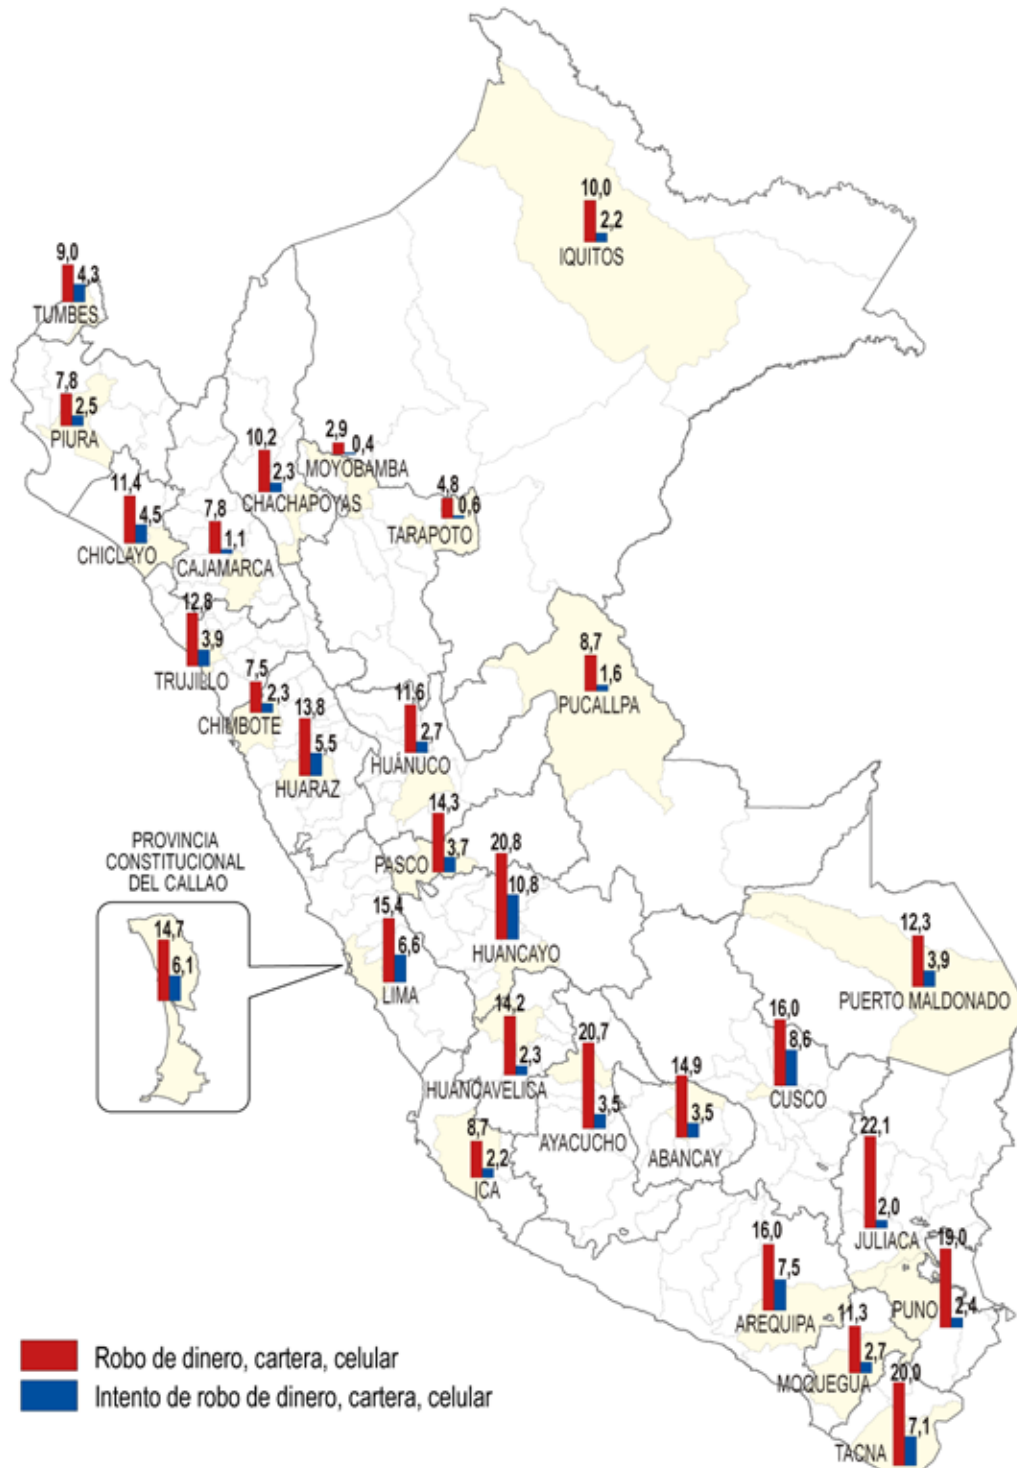 10,0
2,2
IQUITOS
9,0
4,3
TUMBES
7,8
2,5
PIURA
2,9
0,4
MOYOBAMBA
10,2
2,3
CHACHAPOYAS
4,8
0,6
TARAPOTO
11,4
4,5
CHICLAYO
7,8
1,1
CAJAMARCA
12,8
3,9
TRUJILLO
8,7
1,6
PUCALLPA
7,5
2,3
CHIMBOTE
13,8
5,5
HUARAZ
11,6
2,7
HUÁNUCO
14,3
3,7
PASCO
PROVINCIA
CONSTITUCIONAL
DEL CALLAO
14,7
6,1
20,8
10,8
HUANCAYO
15,4
6,6
LIMA
12,3
3,9
PUERTO MALDONADO
14,2
2,3
HUANCAVELICA
20,7
3,5
AYACUCHO
14,9
3,5
ABANCAY
16,0
8,6
CUSCO
8,7
2,2
ICA
22,1
2,0
JULIACA
16,0
7,5
AREQUIPA
19,0
2,4
PUNO
11,3
2,7
MOQUEGUA
20,0
7,1
TACNA
Robo de dinero, cartera, celular
Intento de robo de dinero, cartera, celular